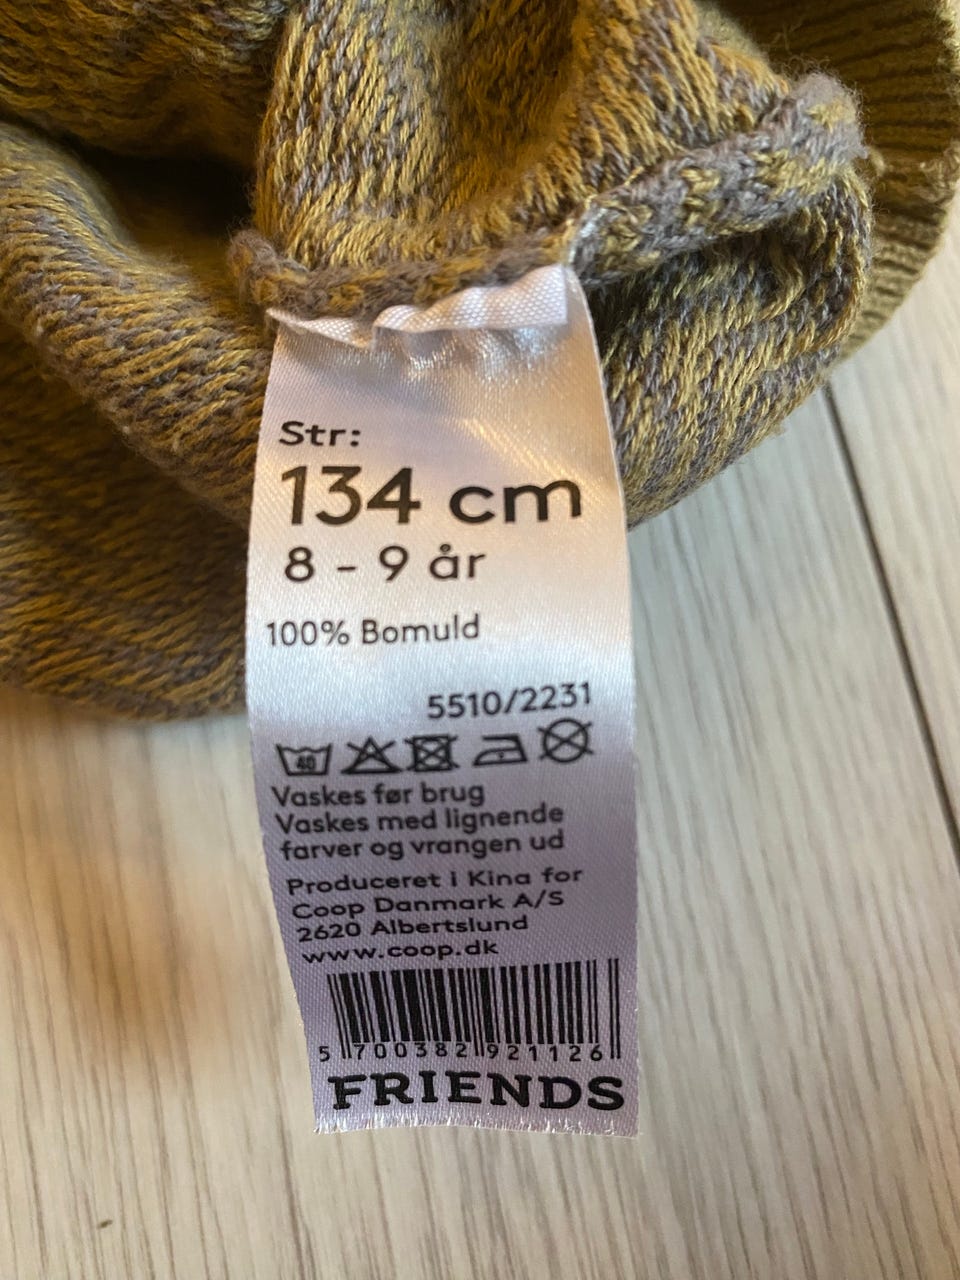 Str:
134 cm
8 - 9 år
100% Bomuld
5510/2231
40
Vaskes før brug
Vaskes med lignende
farver og vrangen ud
Produceret i Kina for
Coop Danmark A/S
2620 Albertslund
www.coop.dk
5 700382 921126
FRIENDS